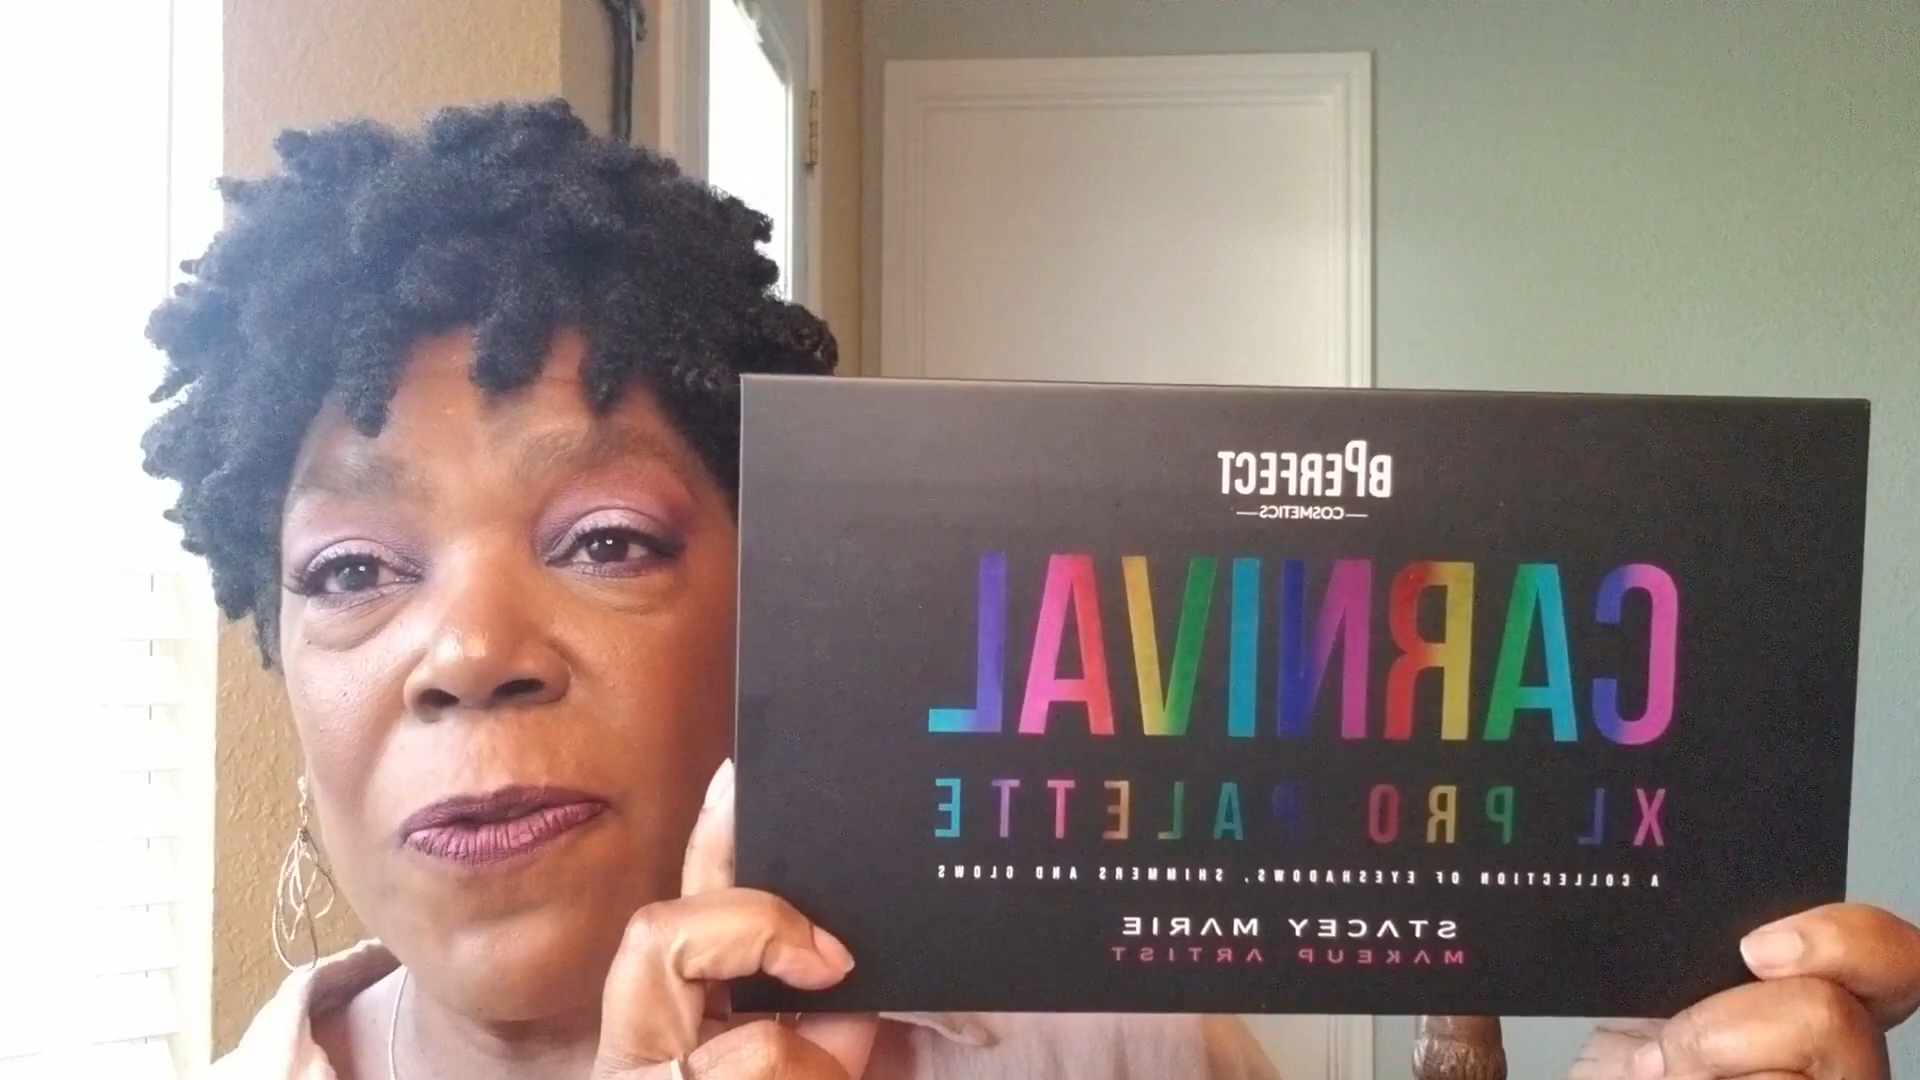 BPERFECT
COSMETICS
CARNIVAL
XL PRO PALETTE
A COLLECTION OF EYESHADOWS, SHIMMERS AND GLOWS
STACEY MARIE
MAKEUP ARTIST